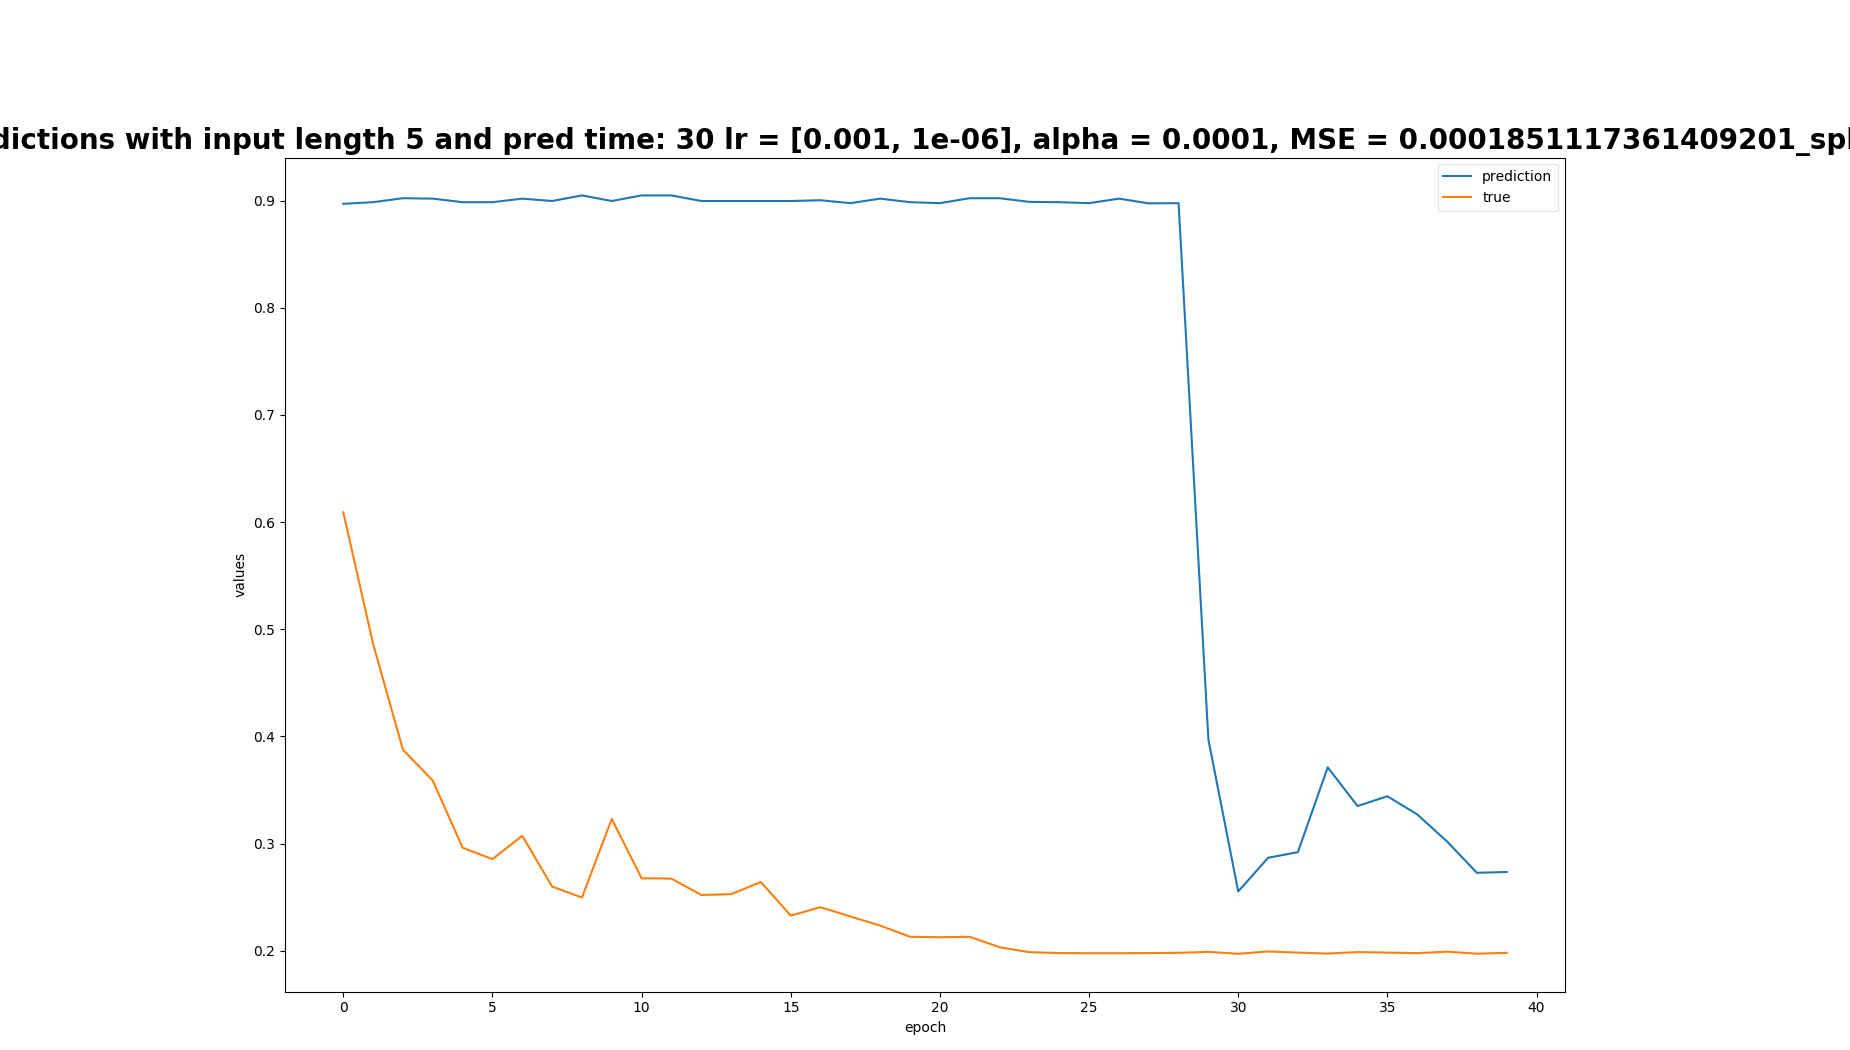 dictions with input length 5 and pred time: 30 lr = [0.001, 1e-06], alpha = 0.0001, MSE = 0.0001851117361409201_spl
prediction
true
0.9
0.8
0.7
0.6
0.5
0.4
0.3
0.2
values
0 5 10 15 20 25 30 35 40
epoch